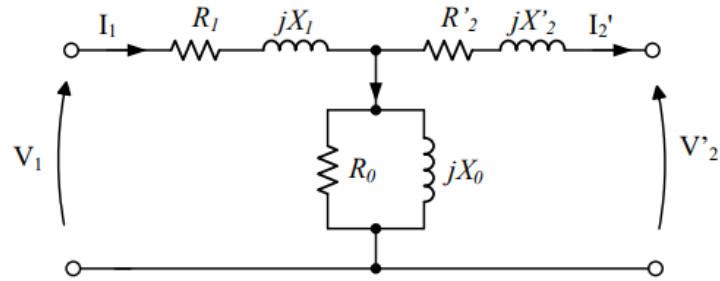 I₁ R₁ jX₁ R'₂ jX'₂ I₂'
V₁ R₀ jX₀ V'₂